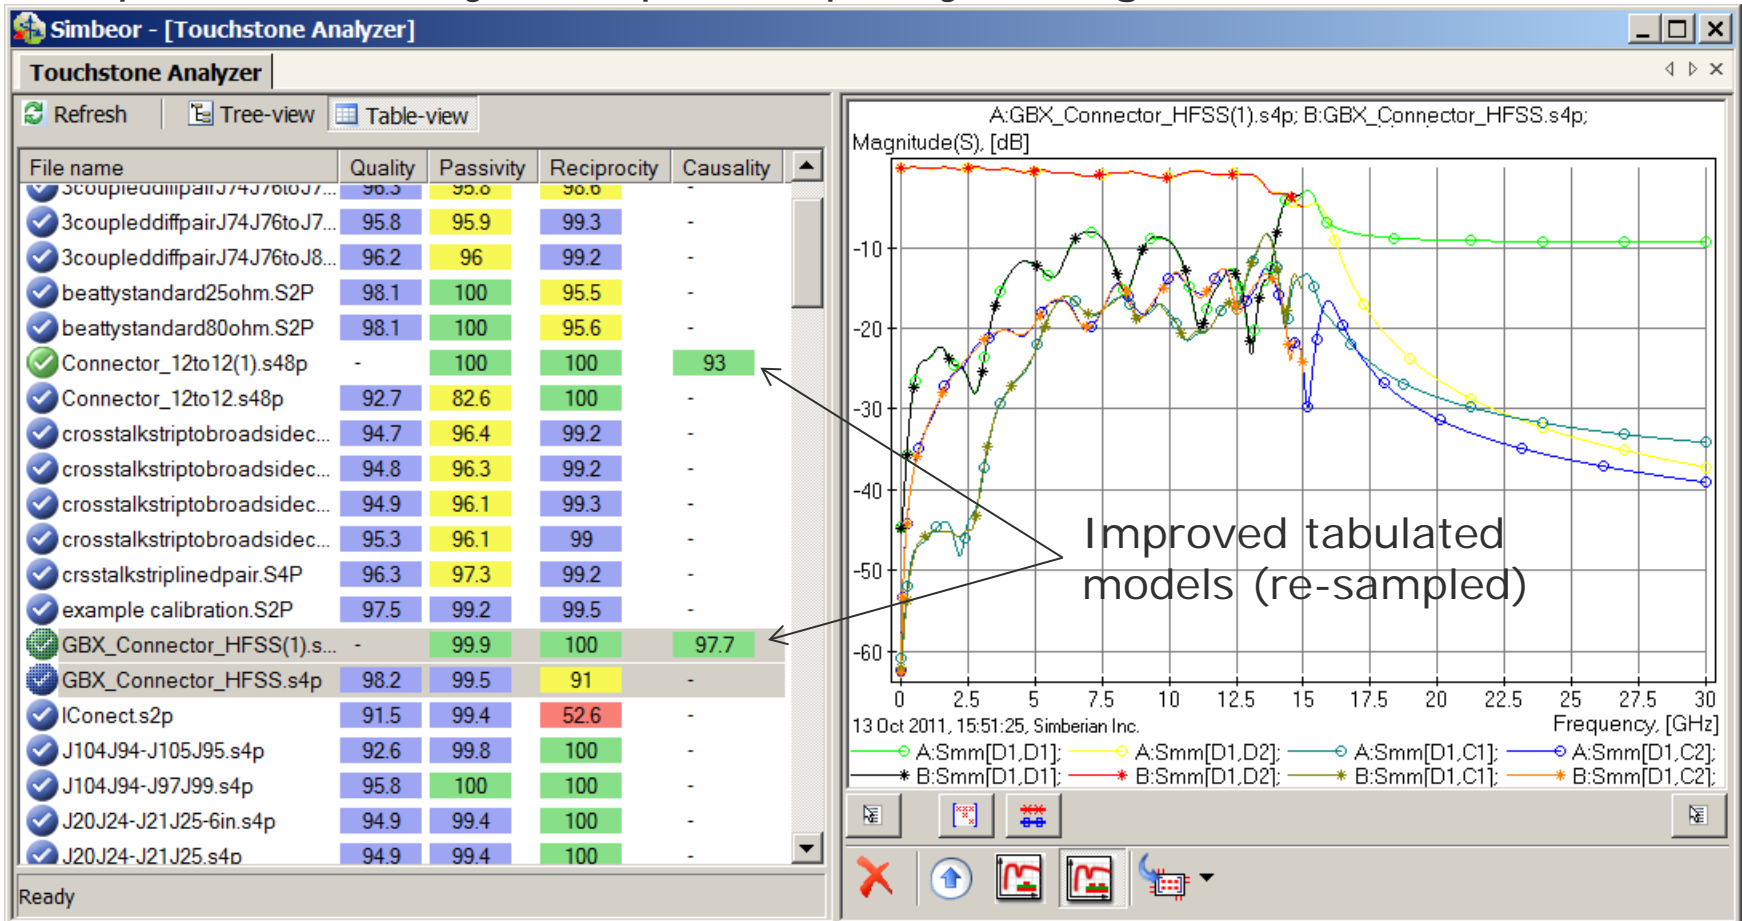 Simbeor - [Touchstone Analyzer]
Touchstone Analyzer
Refresh Tree-view Table-view
File name Quality Passivity Reciprocity Causality
3coupleddiffpairJ74J76toJ7... 96.3 95.8 98.6 -
3coupleddiffpairJ74J76toJ7... 95.8 95.9 99.3 -
3coupleddiffpairJ74J76toJ8... 96.2 96 99.2 -
beattystandard25ohm.S2P 98.1 100 95.5 -
beattystandard80ohm.S2P 98.1 100 95.6 -
Connector_12to12(1).s48p - 100 100 93
Connector_12to12.s48p 92.7 82.6 100 -
crosstalkstriptobroadsidec... 94.7 96.4 99.2 -
crosstalkstriptobroadsidec... 94.8 96.3 99.2 -
crosstalkstriptobroadsidec... 94.9 96.1 99.3 -
crosstalkstriptobroadsidec... 95.3 96.1 99 -
crsstalkstriplinedpair.S4P 96.3 97.3 99.2 -
example calibration.S2P 97.5 99.2 99.5 -
GBX_Connector_HFSS(1).s... - 99.9 100 97.7
GBX_Connector_HFSS.s4p 98.2 99.5 91 -
IConect.s2p 91.5 99.4 52.6 -
J104J94-J105J95.s4p 92.6 99.8 100 -
J104J94-J97J99.s4p 95.8 100 100 -
J20J24-J21J25-6in.s4p 94.9 99.4 100 -
J20J24-J21J25.s4p 94.9 99.4 100 -
Ready
A:GBX_Connector_HFSS(1).s4p; B:GBX_Connector_HFSS.s4p;
Magnitude(S), [dB]
-10
-20
-30
-40
-50
-60
Improved tabulated
models (re-sampled)
0 2.5 5 7.5 10 12.5 15 17.5 20 22.5 25 27.5 30
13 Oct 2011, 15:51:25, Simberian Inc. Frequency, [GHz]
A:Smm[D1,D1]; A:Smm[D1,D2]; A:Smm[D1,C1]; A:Smm[D1,C2];
B:Smm[D1,D1]; B:Smm[D1,D2]; B:Smm[D1,C1]; B:Smm[D1,C2];